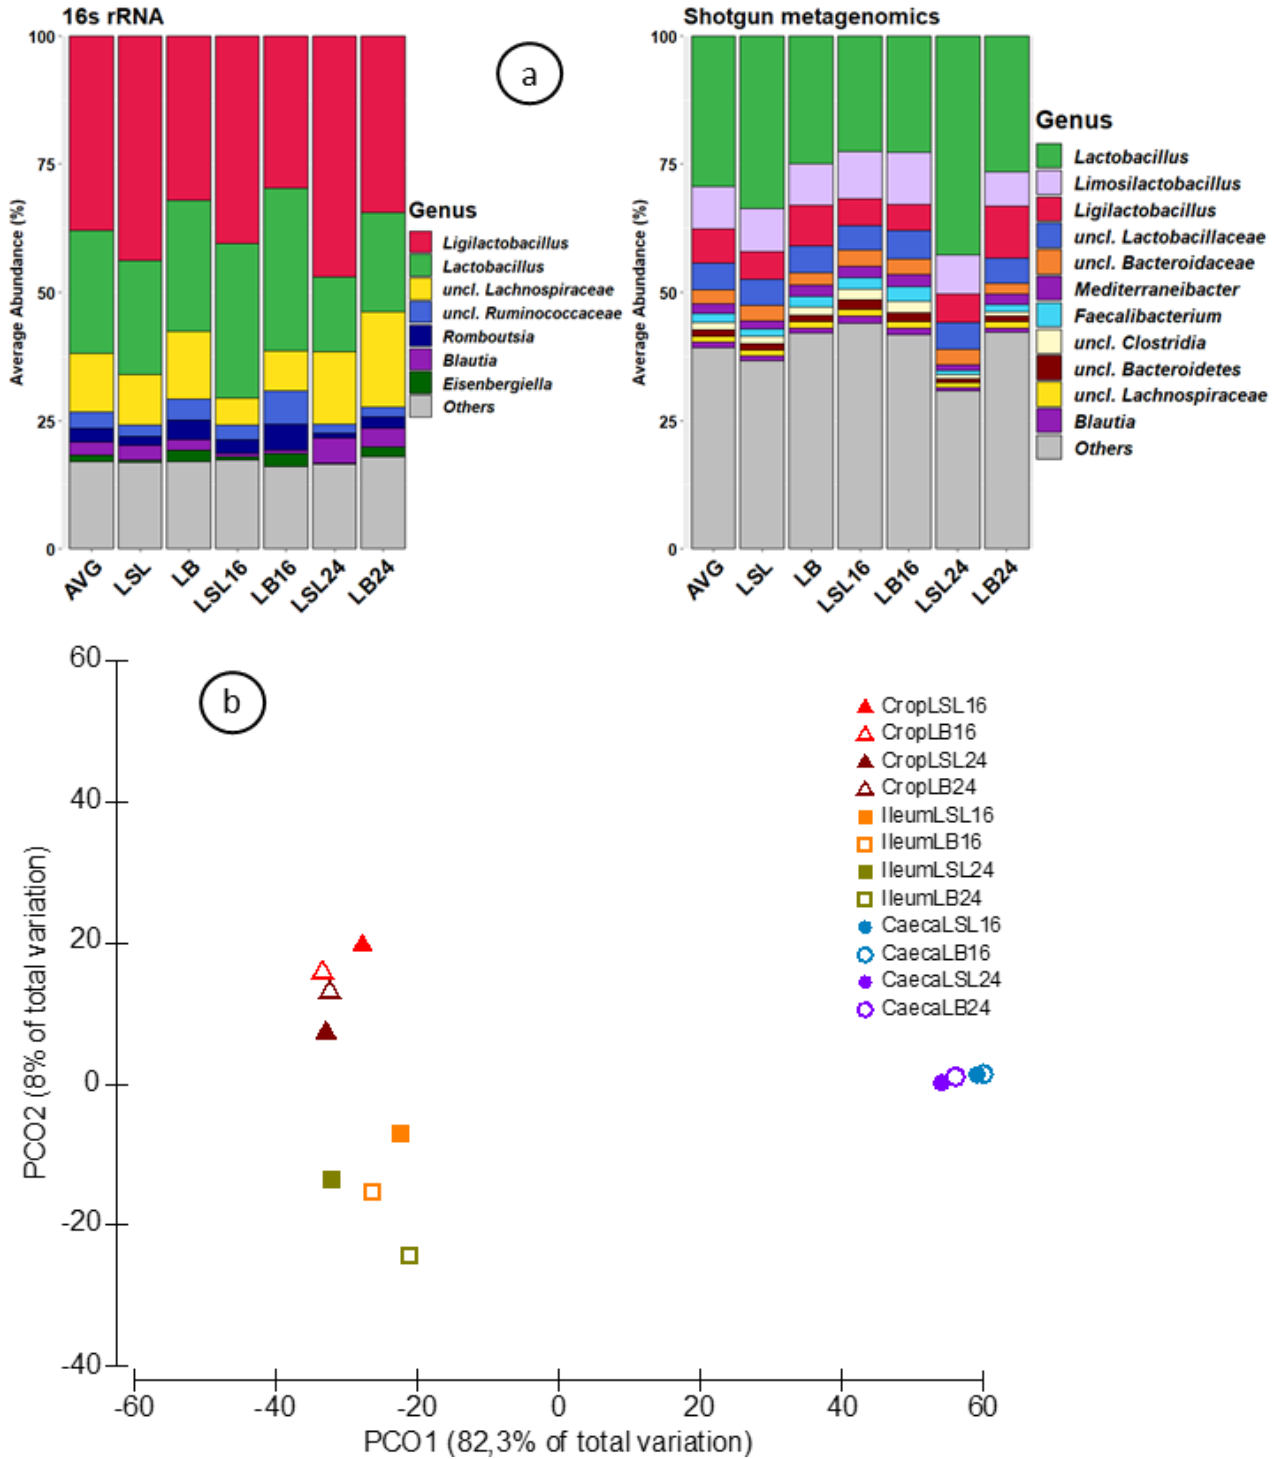 16s rRNA
a
Average Abundance (%)
100
75
50
25
0
AVG
LSL
LB
LSL16
LB16
LSL24
LB24
Genus
Ligilactobacillus
Lactobacillus
uncl. Lachnospiraceae
uncl. Ruminococcaceae
Romboutsia
Blautia
Eisenbergiella
Others
Shotgun metagenomics
Average Abundance (%)
100
75
50
25
0
AVG
LSL
LB
LSL16
LB16
LSL24
LB24
Genus
Lactobacillus
Limosilactobacillus
Ligilactobacillus
uncl. Lactobacillaceae
uncl. Bacteroidaceae
Mediterraneibacter
Faecalibacterium
uncl. Clostridia
uncl. Bacteroidetes
uncl. Lachnospiraceae
Blautia
Others
b
PCO2 (8% of total variation)
60
40
20
0
-20
-40
-60
-40
-20
0
20
40
60
PCO1 (82,3% of total variation)
CropLSL16
CropLB16
CropLSL24
CropLB24
IleumLSL16
IleumLB16
IleumLSL24
IleumLB24
CaecaLSL16
CaecaLB16
CaecaLSL24
CaecaLB24